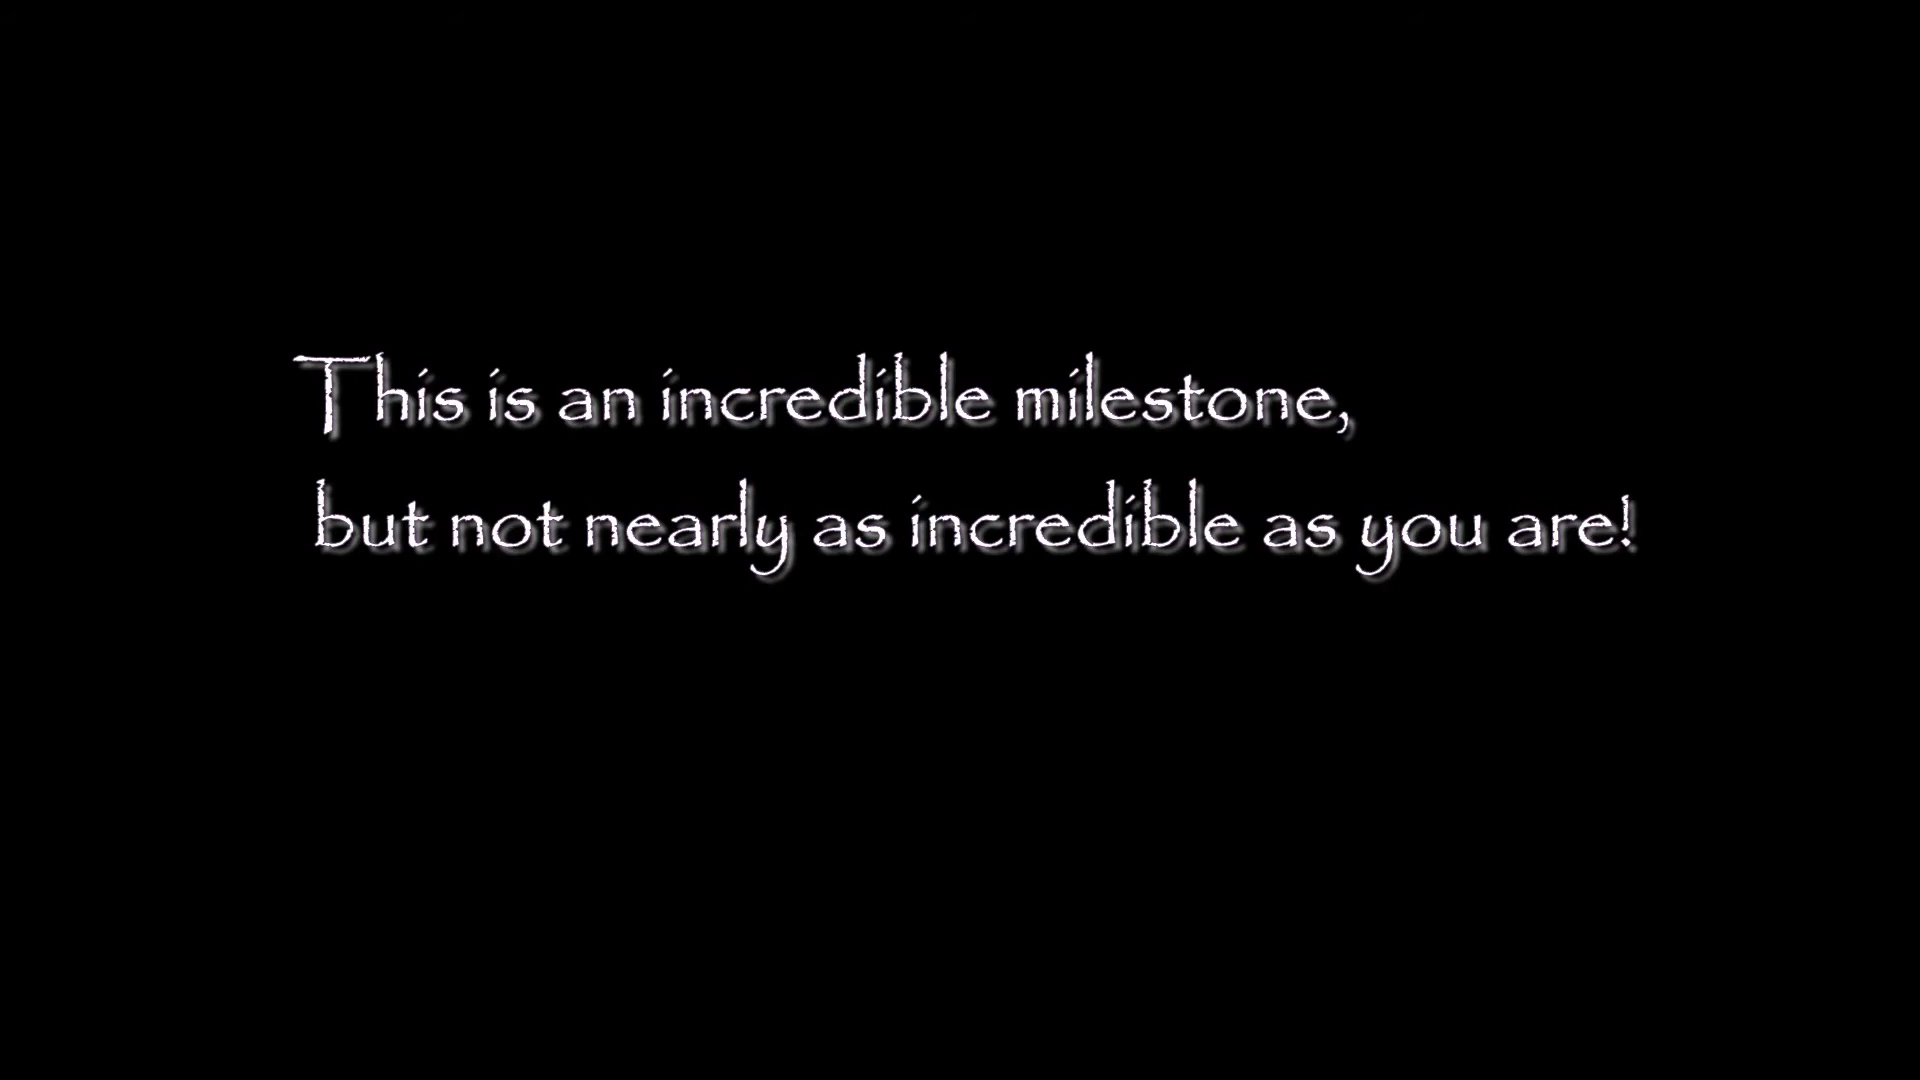 This is an incredible milestone,
but not nearly as incredible as you are!